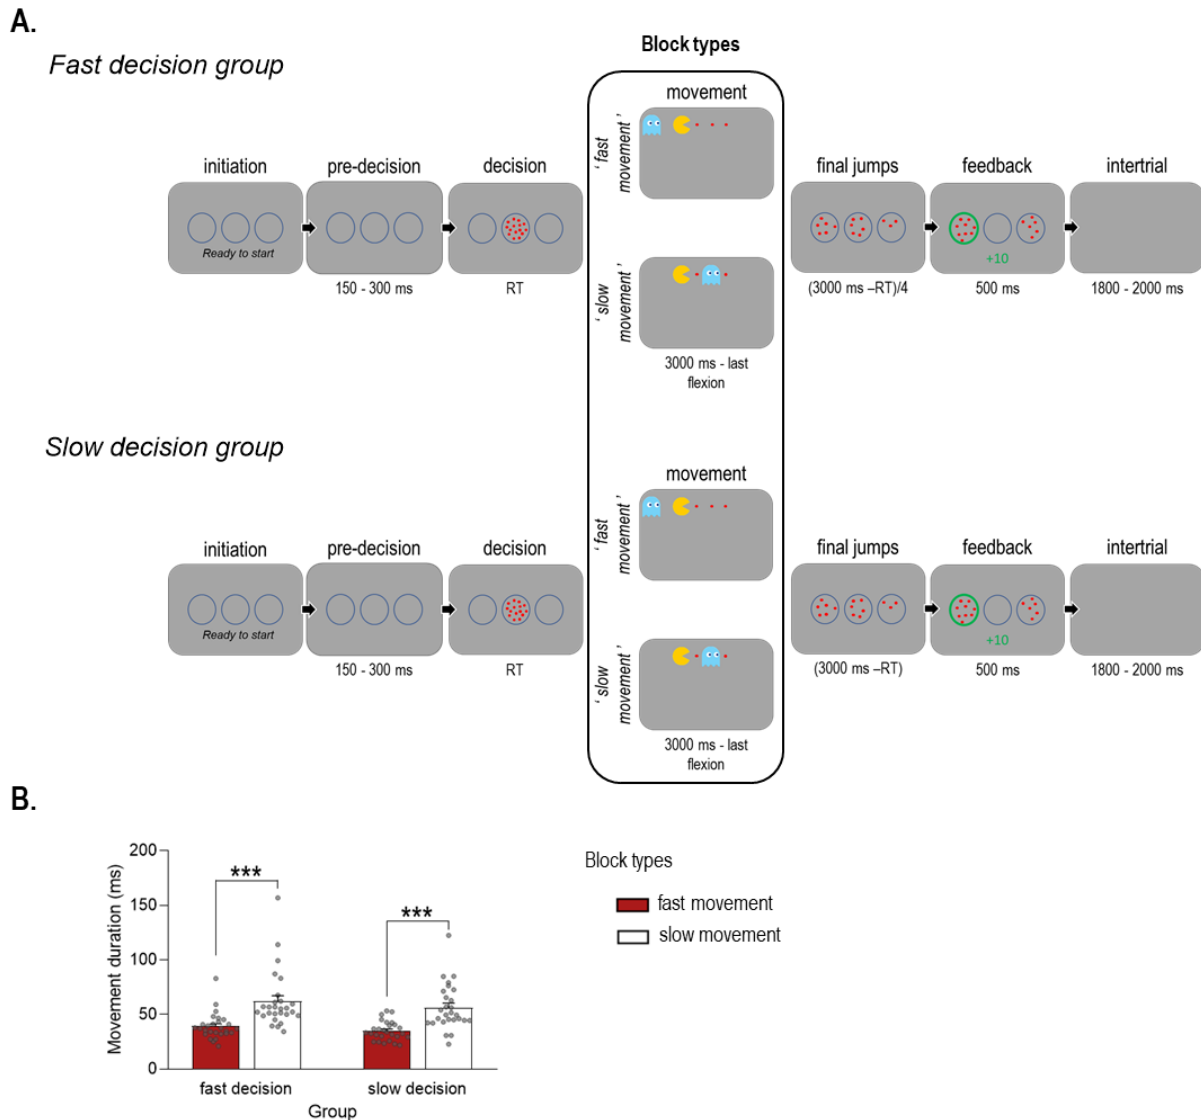 A.
Fast decision group
Block types
movement
' fast movement '
initiation
pre-decision
decision
final jumps
feedback
intertrial
Ready to start
+10
150 - 300 ms
RT
(3000 ms –RT)/4
500 ms
1800 - 2000 ms
' slow movement '
3000 ms - last
flexion
Slow decision group
movement
' fast movement '
initiation
pre-decision
decision
final jumps
feedback
intertrial
Ready to start
+10
150 - 300 ms
RT
(3000 ms –RT)
500 ms
1800 - 2000 ms
' slow movement '
3000 ms - last
flexion
B.
Movement duration (ms)
200
150
100
50
0
***
***
fast decision
slow decision
Group
Block types
fast movement
slow movement